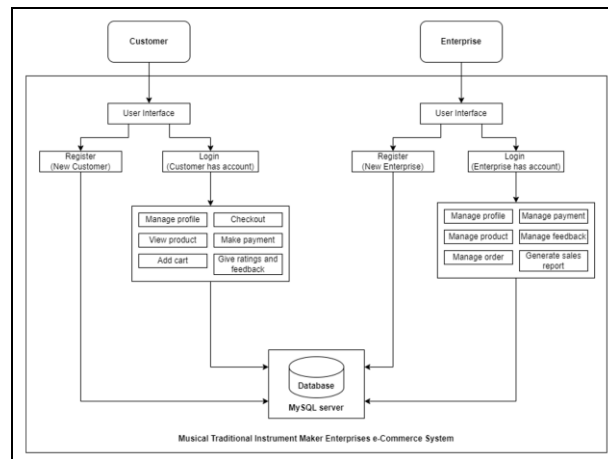 Customer
Enterprise
User Interface
User Interface
Register
(New Customer)
Login
(Customer has account)
Register
(New Enterprise)
Login
(Enterprise has account)
Manage profile
Checkout
View product
Make payment
Add cart
Give ratings and
feedback
Manage profile
Manage payment
Manage product
Manage feedback
Manage order
Generate sales
report
Database
MySQL server
Musical Traditional Instrument Maker Enterprises e-Commerce System